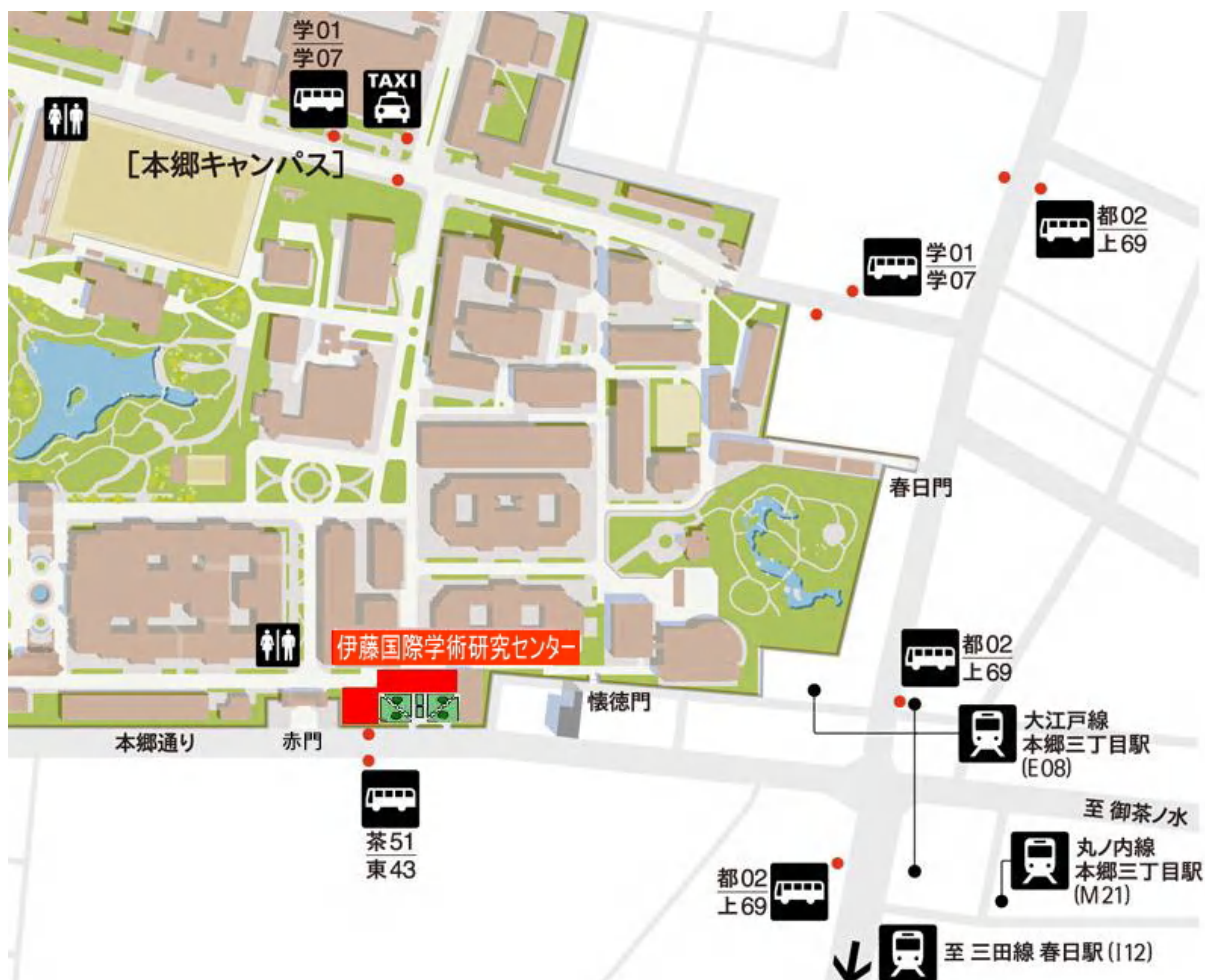 学01
学07
TAXI
[本郷キャンパス]
都02
上69
学01
学07
春日門
伊藤国際学術研究センター
都02
上69
懐徳門
本郷通り
赤門
大江戸線
本郷三丁目駅
(E08)
茶51
東43
至 御茶ノ水
丸ノ内線
本郷三丁目駅
(M21)
都02
上69
至 三田線 春日駅(I12)